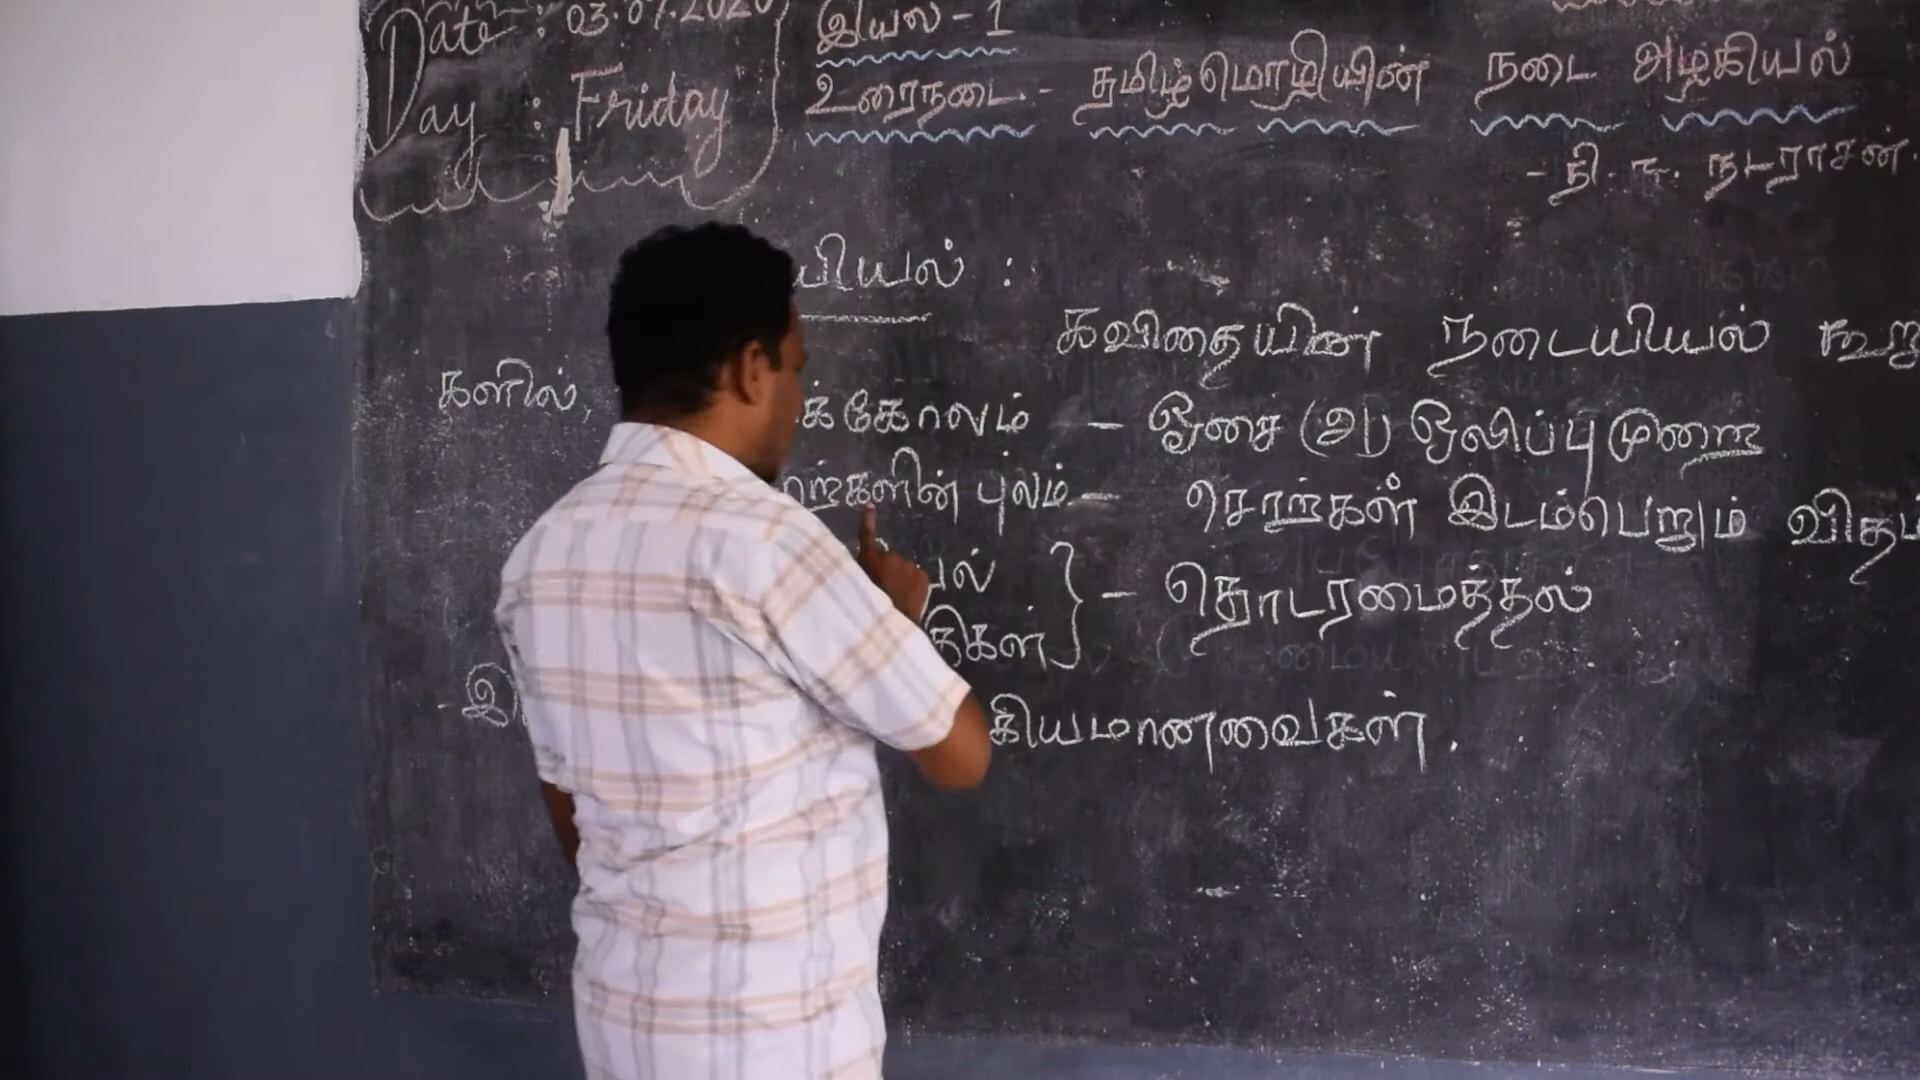 Date : 03.07.2020
Day : Friday
இயல் - 1
உரைநடை - தமிழ்மொழியின் நடை அழகியல்
- தி. சு. நடராசன்.
யியல் :
கவிதையின் நடையியல் கூறு
களில்,
க்கோலம் - ஓசை (அ) ஒலிப்புமுறை
ற்களின் புலம் - சொற்கள் இடம்பெறும் விதம்
யல்
திகள் } - தொடரமைத்தல்
- இ கியமானவைகள்.